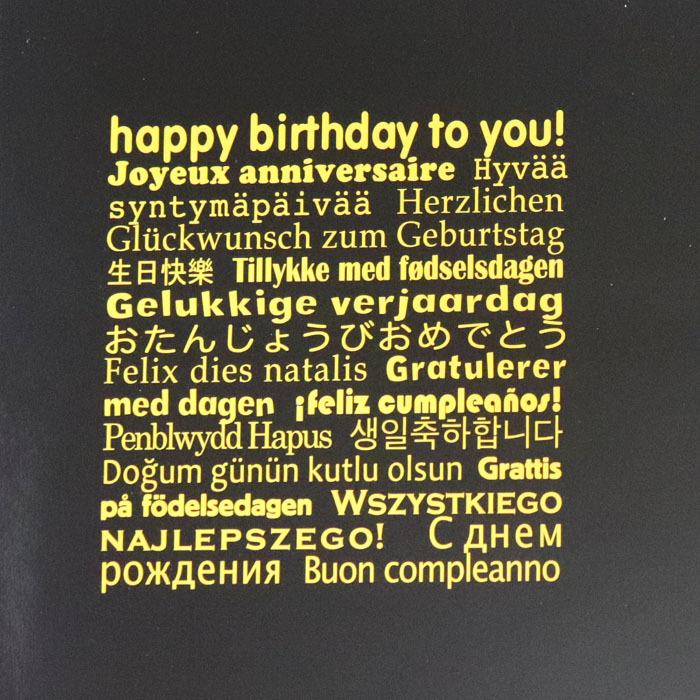 happy birthday to you!
Joyeux anniversaire Hyvää
syntymäpäivää Herzlichen
Glückwunsch zum Geburtstag
生日快樂 Tillykke med fødselsdagen
Gelukkige verjaardag
おたんじょうびおめでとう
Felix dies natalis Gratulerer
med dagen ¡feliz cumpleaños!
Penblwydd Hapus 생일축하합니다
Doğum günün kutlu olsun Grattis
på födelsedagen WSZYSTKIEGO
NAJLEPSZEGO! С днем
рождения Buon compleanno